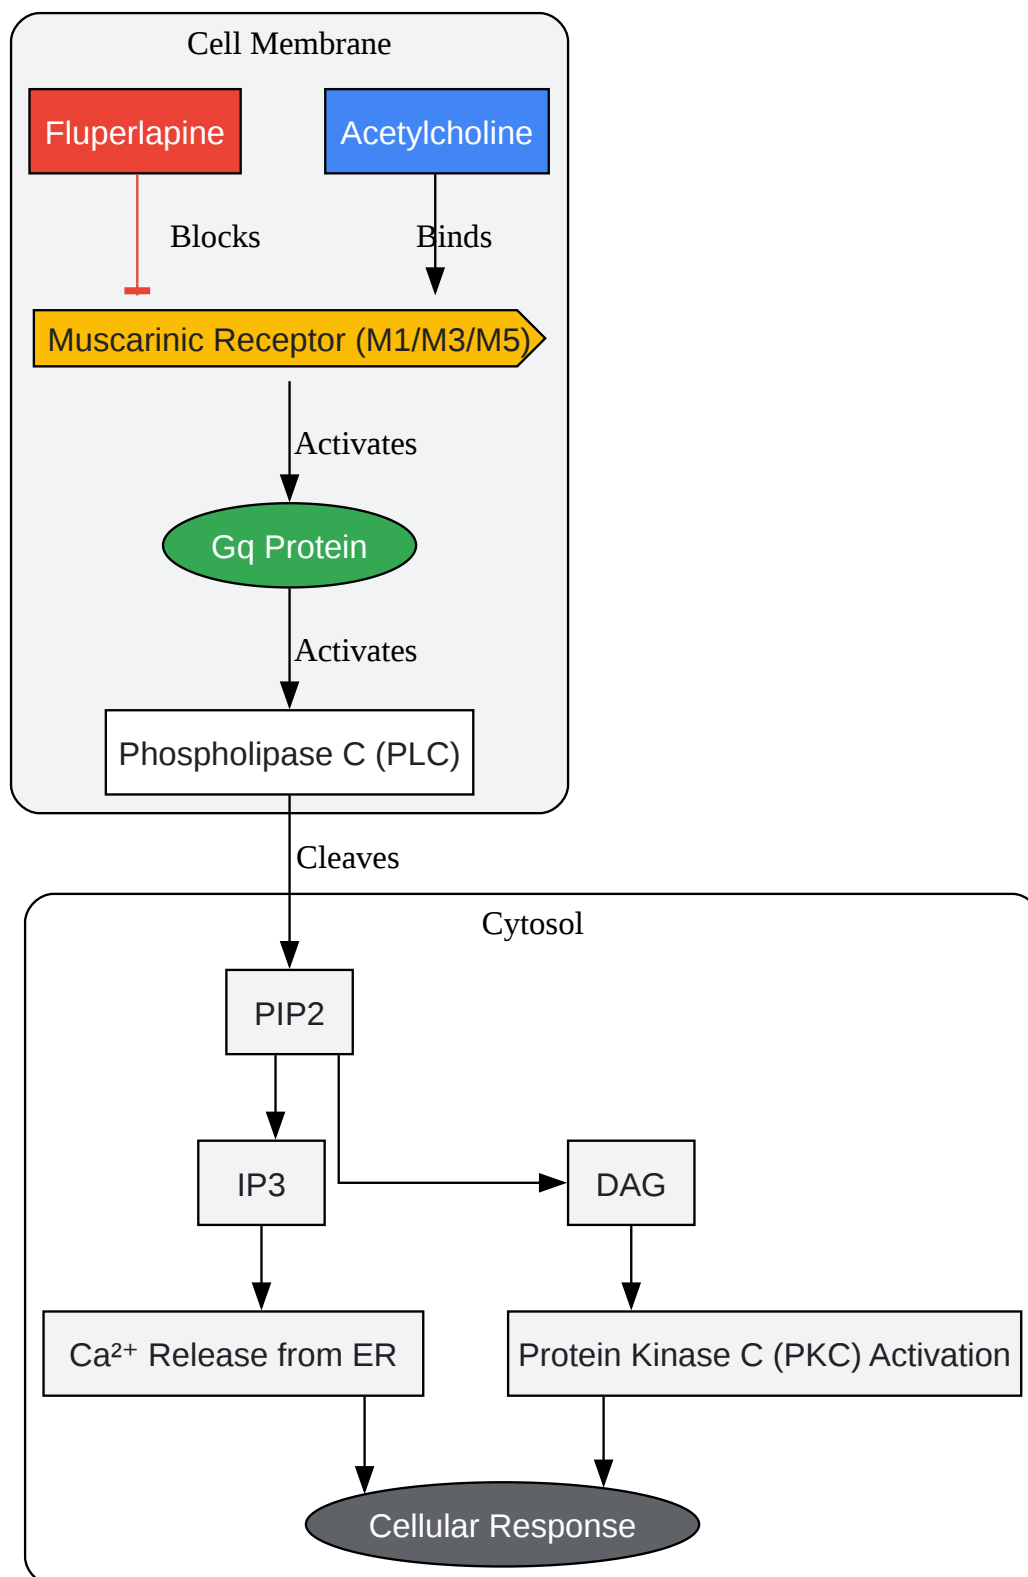 Cell Membrane
Fluperlapine
Acetylcholine
Blocks
Binds
Muscarinic Receptor (M1/M3/M5)
Activates
Gq Protein
Activates
Phospholipase C (PLC)
Cleaves
Cytosol
PIP2
IP3
DAG
Ca²⁺ Release from ER
Protein Kinase C (PKC) Activation
Cellular Response